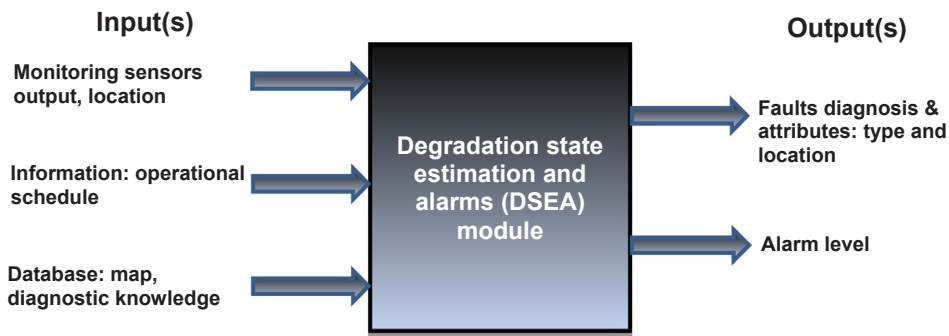 Input(s)
Output(s)
Monitoring sensors
output, location
Information: operational
schedule
Database: map,
diagnostic knowledge
Degradation state
estimation and
alarms (DSEA)
module
Faults diagnosis &
attributes: type and
location
Alarm level